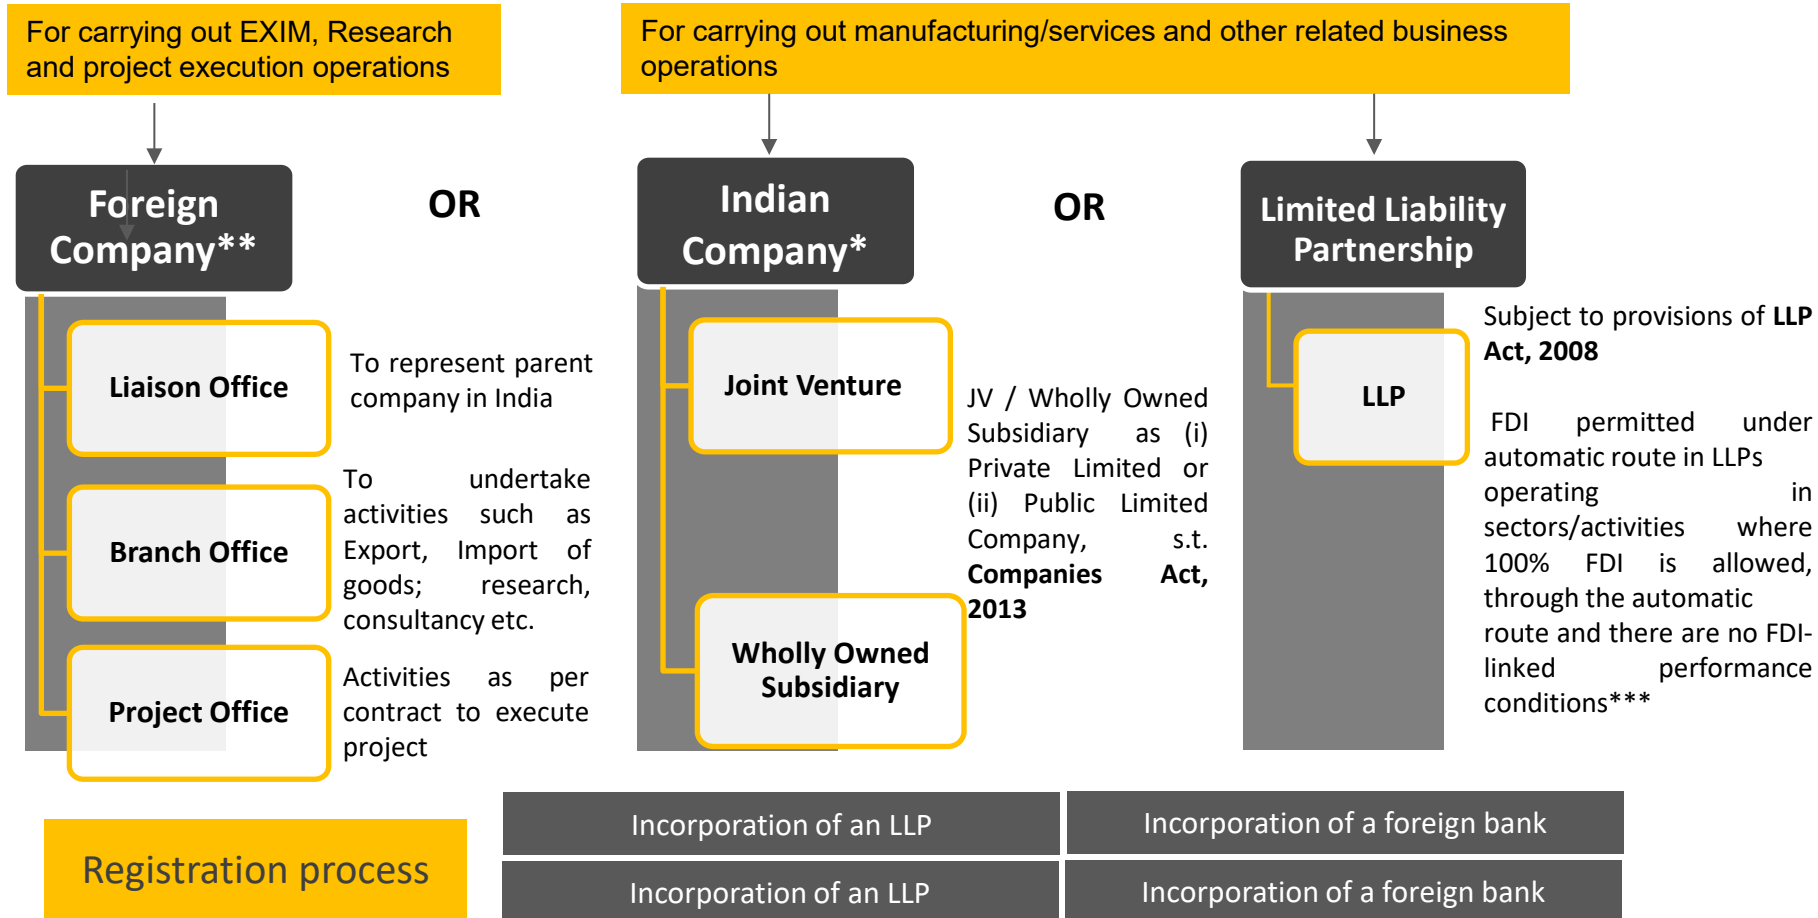 For carrying out EXIM, Research
and project execution operations
For carrying out manufacturing/services and other related business
operations
Foreign
Company**
OR
Indian
Company*
OR
Limited Liability
Partnership
Liaison Office
To represent parent
company in India
Branch Office
To undertake
activities such as
Export, Import of
goods; research,
consultancy etc.
Project Office
Activities as per
contract to execute
project
Joint Venture
Wholly Owned
Subsidiary
JV / Wholly Owned
Subsidiary as (i)
Private Limited or
(ii) Public Limited
Company, s.t.
Companies Act,
2013
LLP
Subject to provisions of LLP
Act, 2008
FDI permitted under
automatic route in LLPs
operating in
sectors/activities where
100% FDI is allowed,
through the automatic
route and there are no FDI-
linked performance
conditions***
Registration process
Incorporation of an LLP
Incorporation of a foreign bank
Incorporation of an LLP
Incorporation of a foreign bank